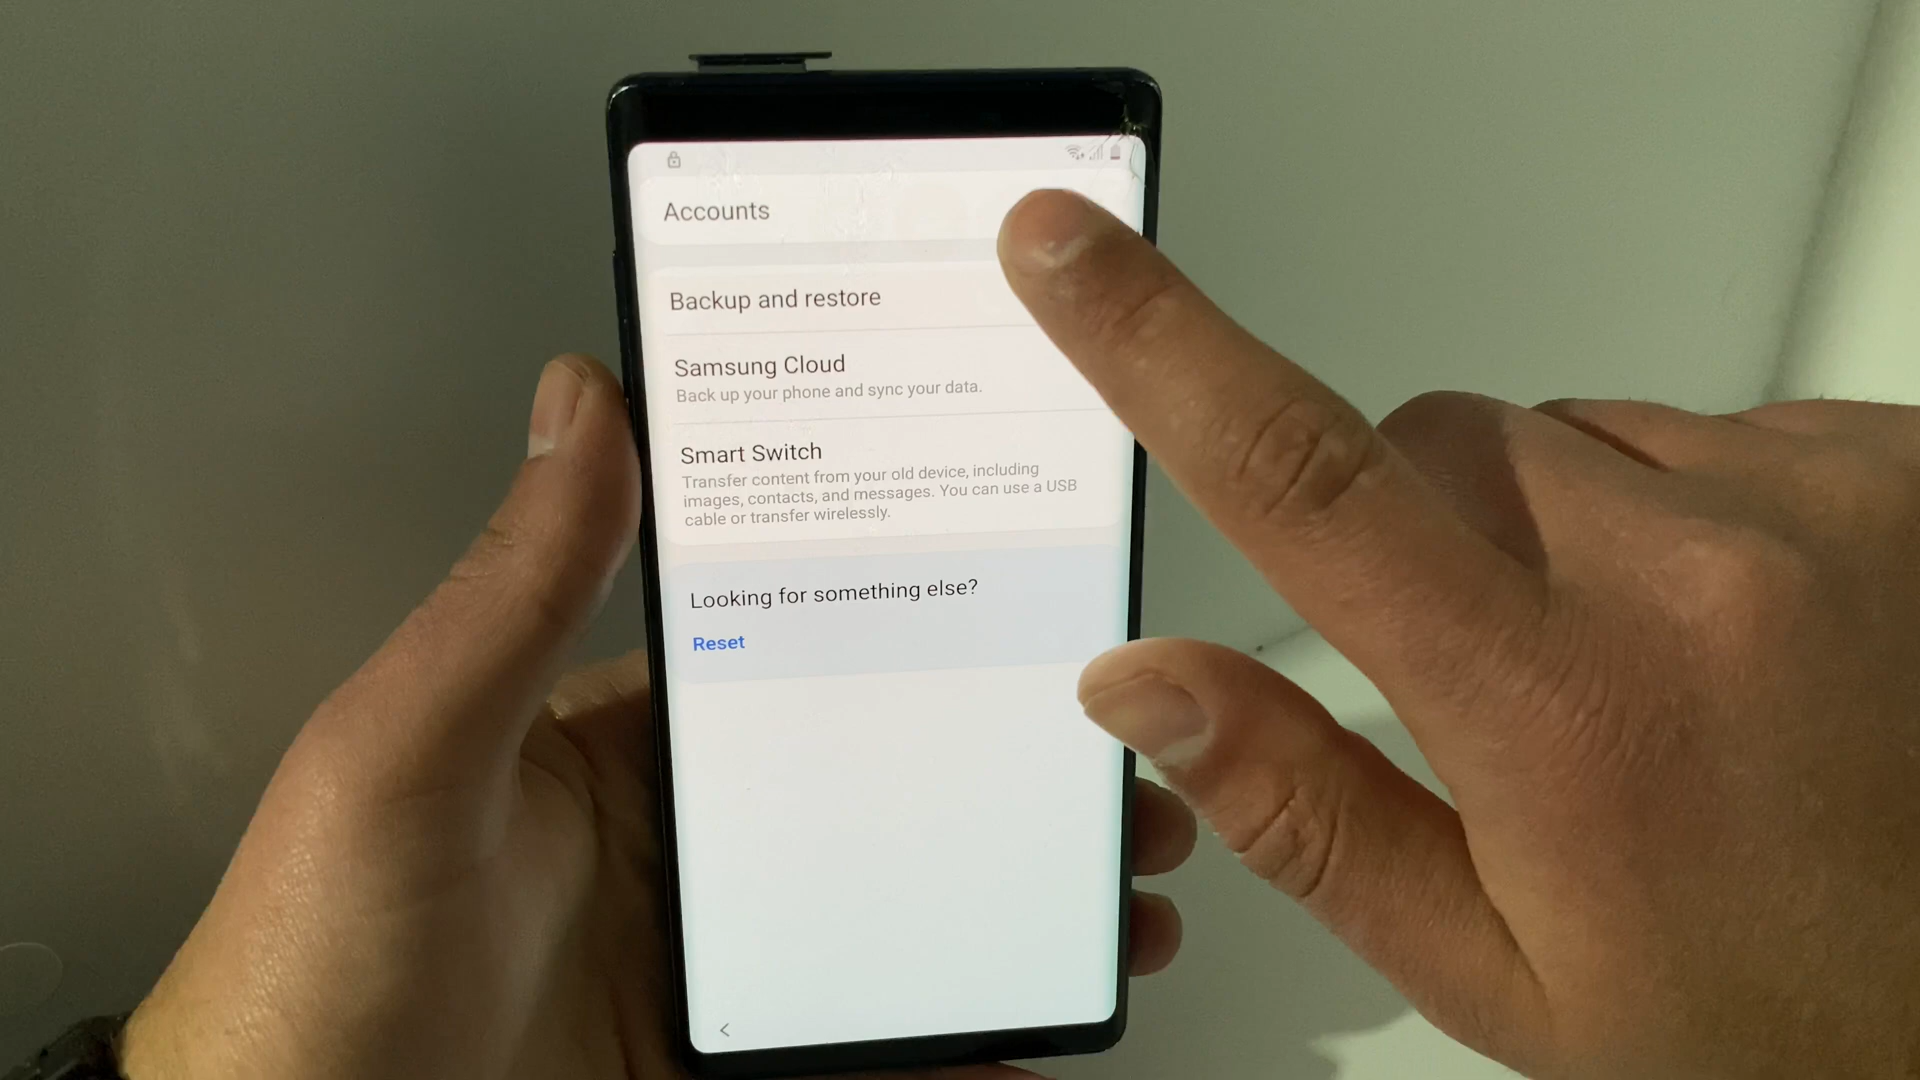 Accounts
Backup and restore
Samsung Cloud
Back up your phone and sync your data.
Smart Switch
Transfer content from your old device, including
images, contacts, and messages. You can use a USB
cable or transfer wirelessly.
Looking for something else?
Reset